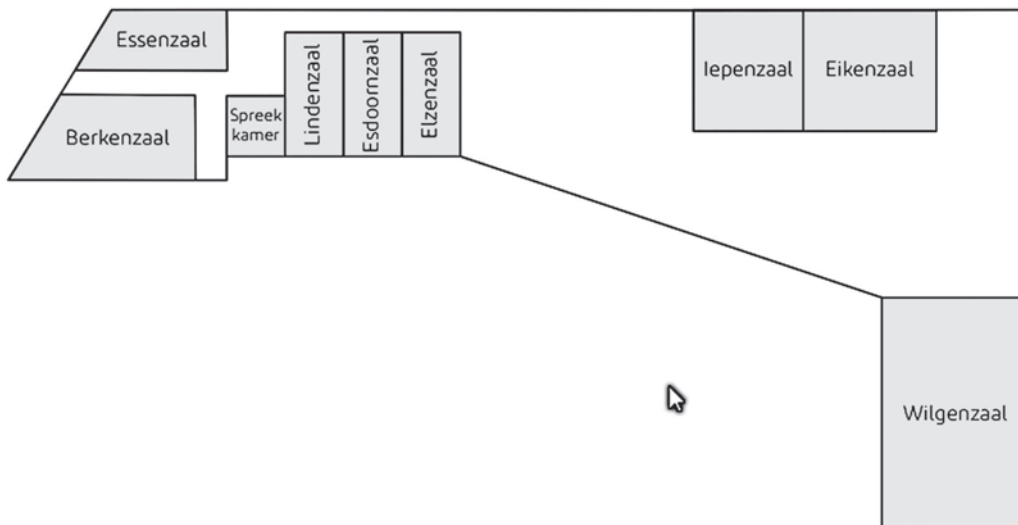 Essenzaal
Iepenzaal
Eikenzaal
Berkenzaal
Spreek
kamer
Lindenzaal
Esdoornzaal
Elzenzaal
Wilgenzaal